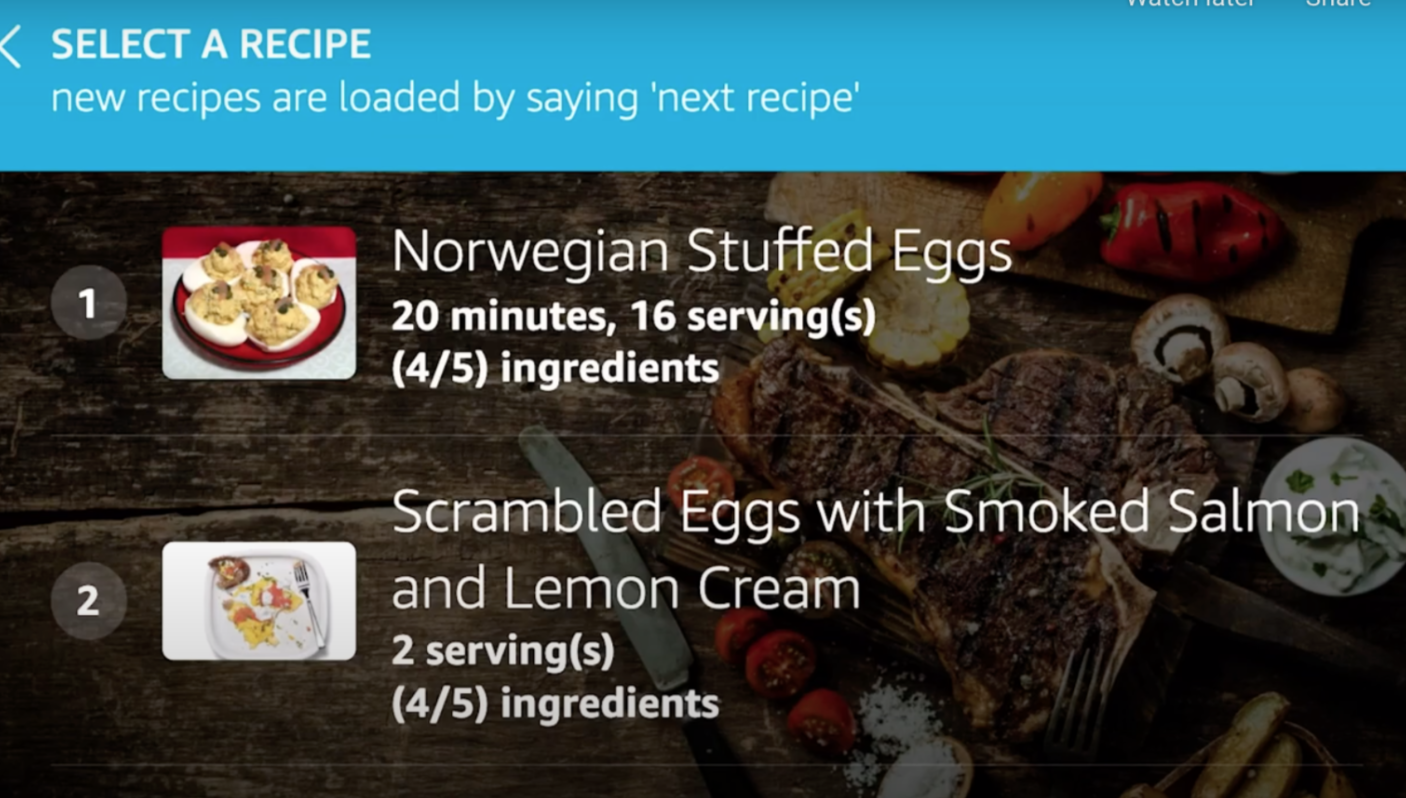 Watch later Share
SELECT A RECIPE
new recipes are loaded by saying 'next recipe'
1
Norwegian Stuffed Eggs
20 minutes, 16 serving(s)
(4/5) ingredients
2
Scrambled Eggs with Smoked Salmon
and Lemon Cream
2 serving(s)
(4/5) ingredients